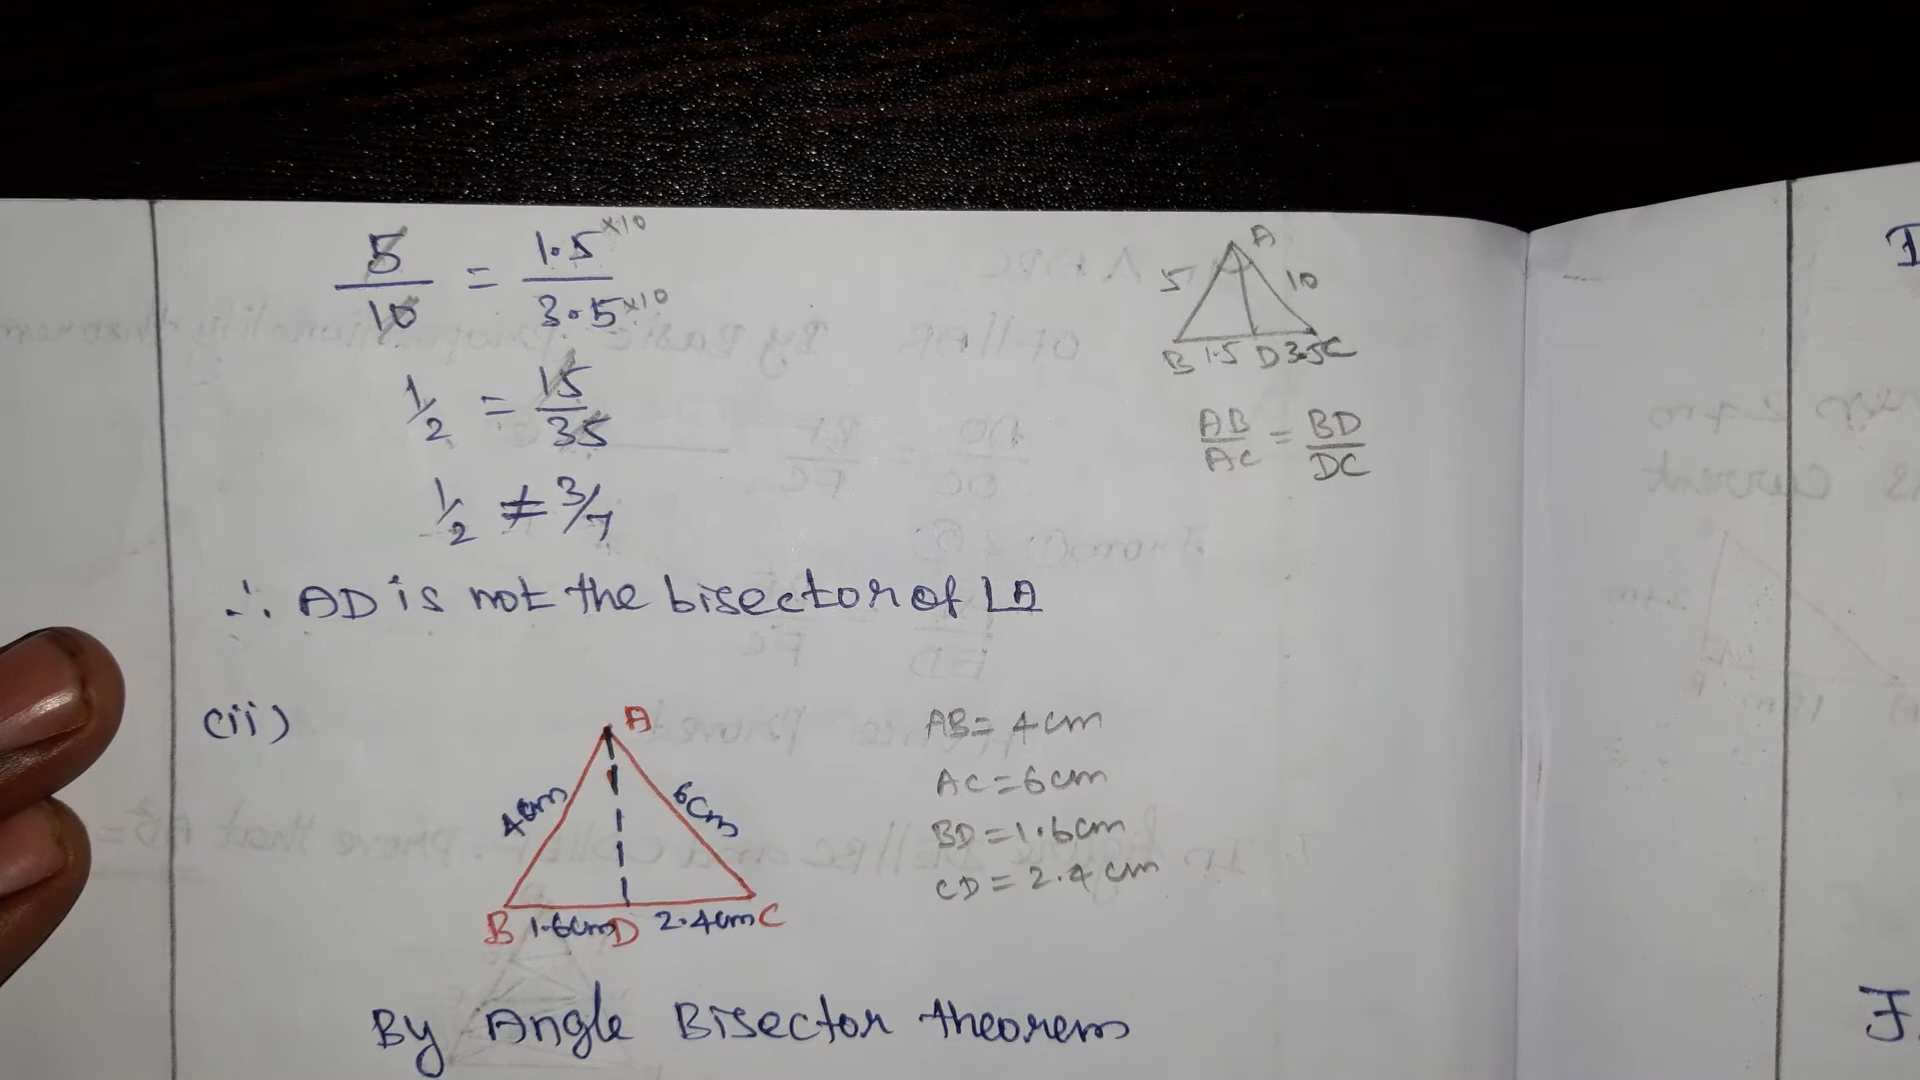 5/10 = 1.5×10/3.5×10
1/2 = 15/35
1/2 ≠ 3/7
∴ AD is not the bisector of ∠A
A
5 10
B 1.5 D 3.5 C
AB/AC = BD/DC
(ii)
A
4cm 6cm
B 1.6cm D 2.4cm C
AB = 4cm
AC = 6cm
BD = 1.6cm
CD = 2.4 cm
By Angle Bisector theorem